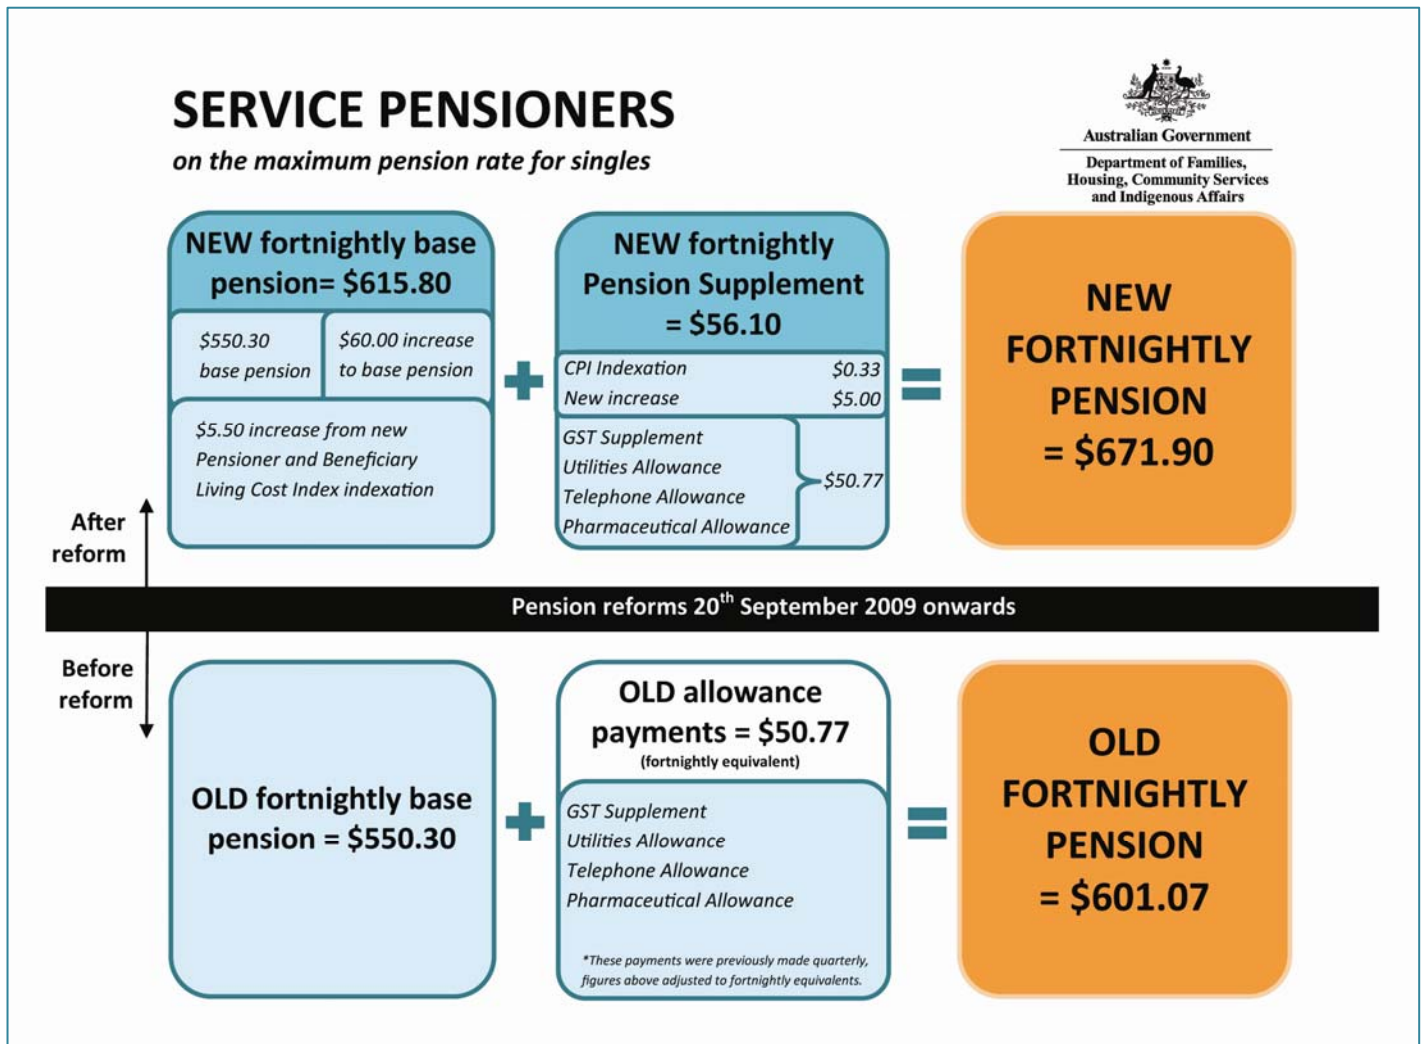 SERVICE PENSIONERS
on the maximum pension rate for singles
Australian Government
Department of Families,
Housing, Community Services
and Indigenous Affairs
NEW fortnightly base
pension= $615.80
$550.30
base pension
$60.00 increase
to base pension
$5.50 increase from new
Pensioner and Beneficiary
Living Cost Index indexation
NEW fortnightly
Pension Supplement
= $56.10
CPI Indexation $0.33
New increase $5.00
GST Supplement
Utilities Allowance
Telephone Allowance
Pharmaceutical Allowance
$50.77
NEW
FORTNIGHTLY
PENSION
= $671.90
After
reform
Pension reforms 20th September 2009 onwards
Before
reform
OLD fortnightly base
pension = $550.30
OLD allowance
payments = $50.77
(fortnightly equivalent)
GST Supplement
Utilities Allowance
Telephone Allowance
Pharmaceutical Allowance
*These payments were previously made quarterly,
figures above adjusted to fortnightly equivalents.
OLD
FORTNIGHTLY
PENSION
= $601.07